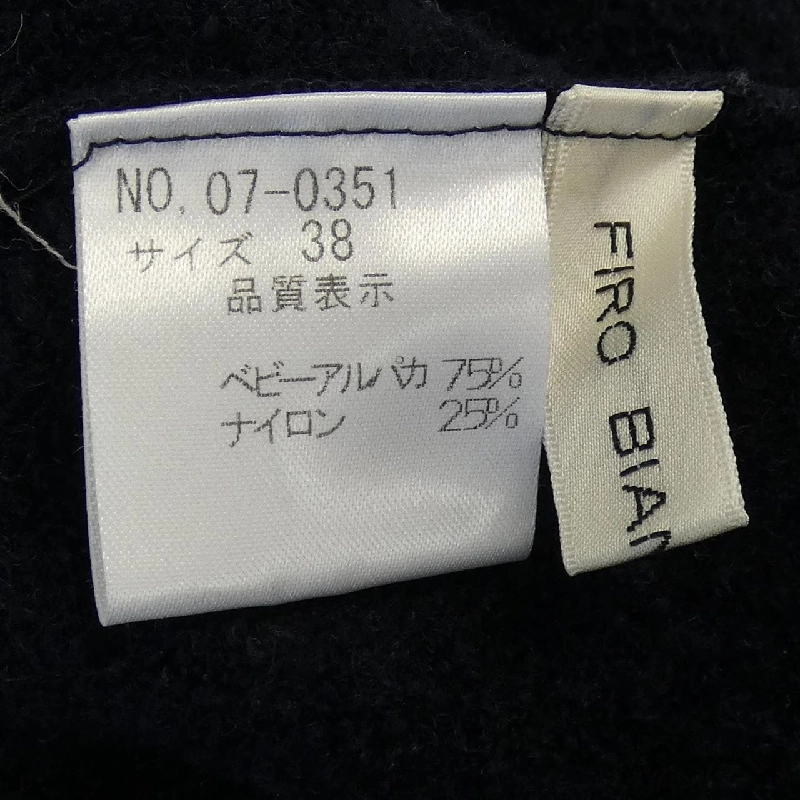 NO. 07-0351
サイズ 38
品質表示
ベビーアルパカ 75%
ナイロン 25%
FIRO BIAN